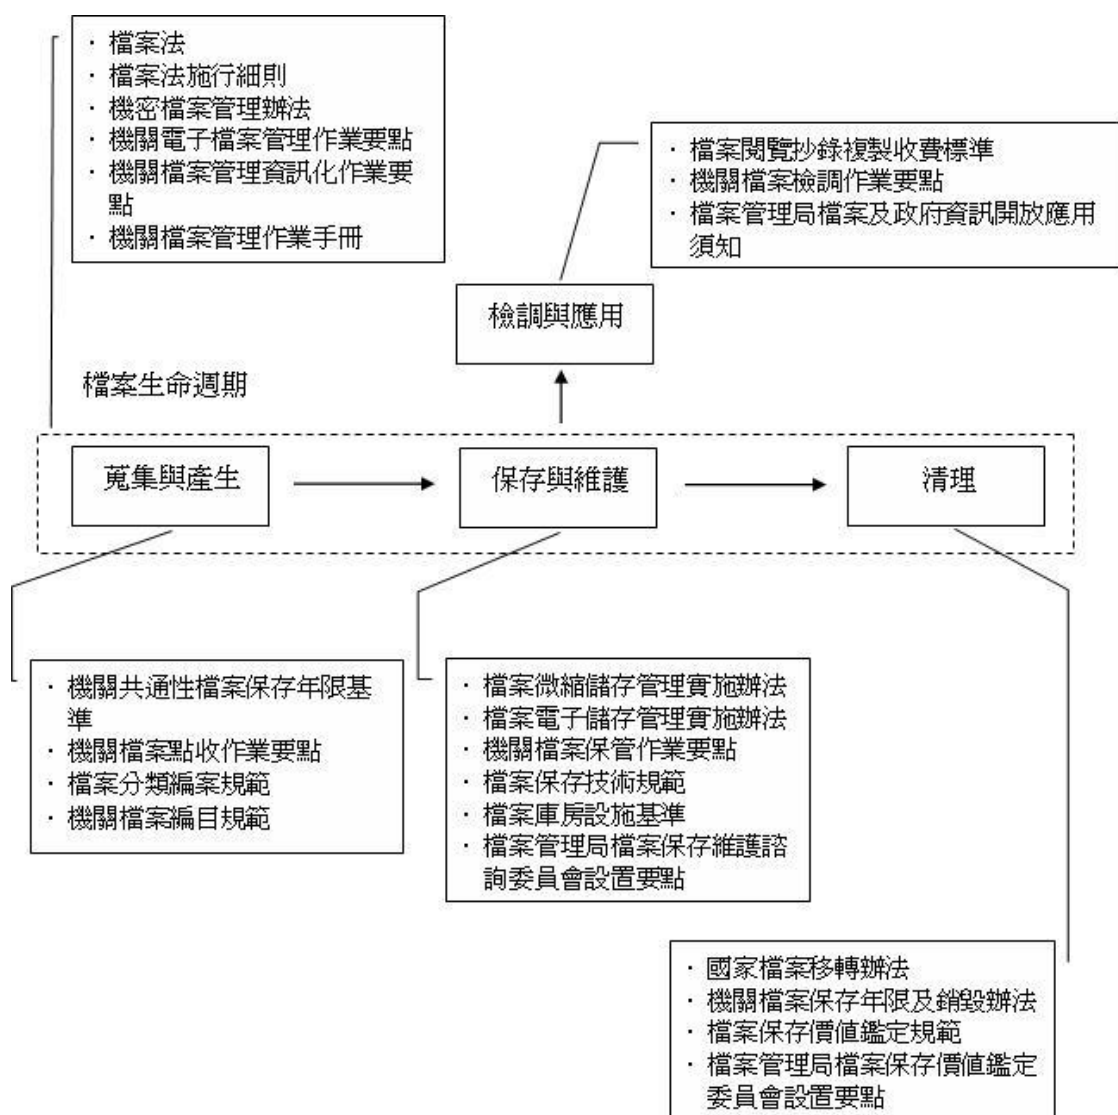 ・檔案法
・檔案法施行細則
・機密檔案管理辦法
・機關電子檔案管理作業要點
・機關檔案管理資訊化作業要
點
・機關檔案管理作業手冊
・檔案閱覽抄錄複製收費標準
・機關檔案檢調作業要點
・檔案管理局檔案及政府資訊開放應用
須知
檢調與應用
檔案生命週期
蒐集與產生
保存與維護
清理
・機關共通性檔案保存年限基
準
・機關檔案點收作業要點
・檔案分類編案規範
・機關檔案編目規範
・檔案微縮儲存管理實施辦法
・檔案電子儲存管理實施辦法
・機關檔案保管作業要點
・檔案保存技術規範
・檔案庫房設施基準
・檔案管理局檔案保存維護諮
詢委員會設置要點
・國家檔案移轉辦法
・機關檔案保存年限及銷毀辦法
・檔案保存價值鑑定規範
・檔案管理局檔案保存價值鑑定
委員會設置要點